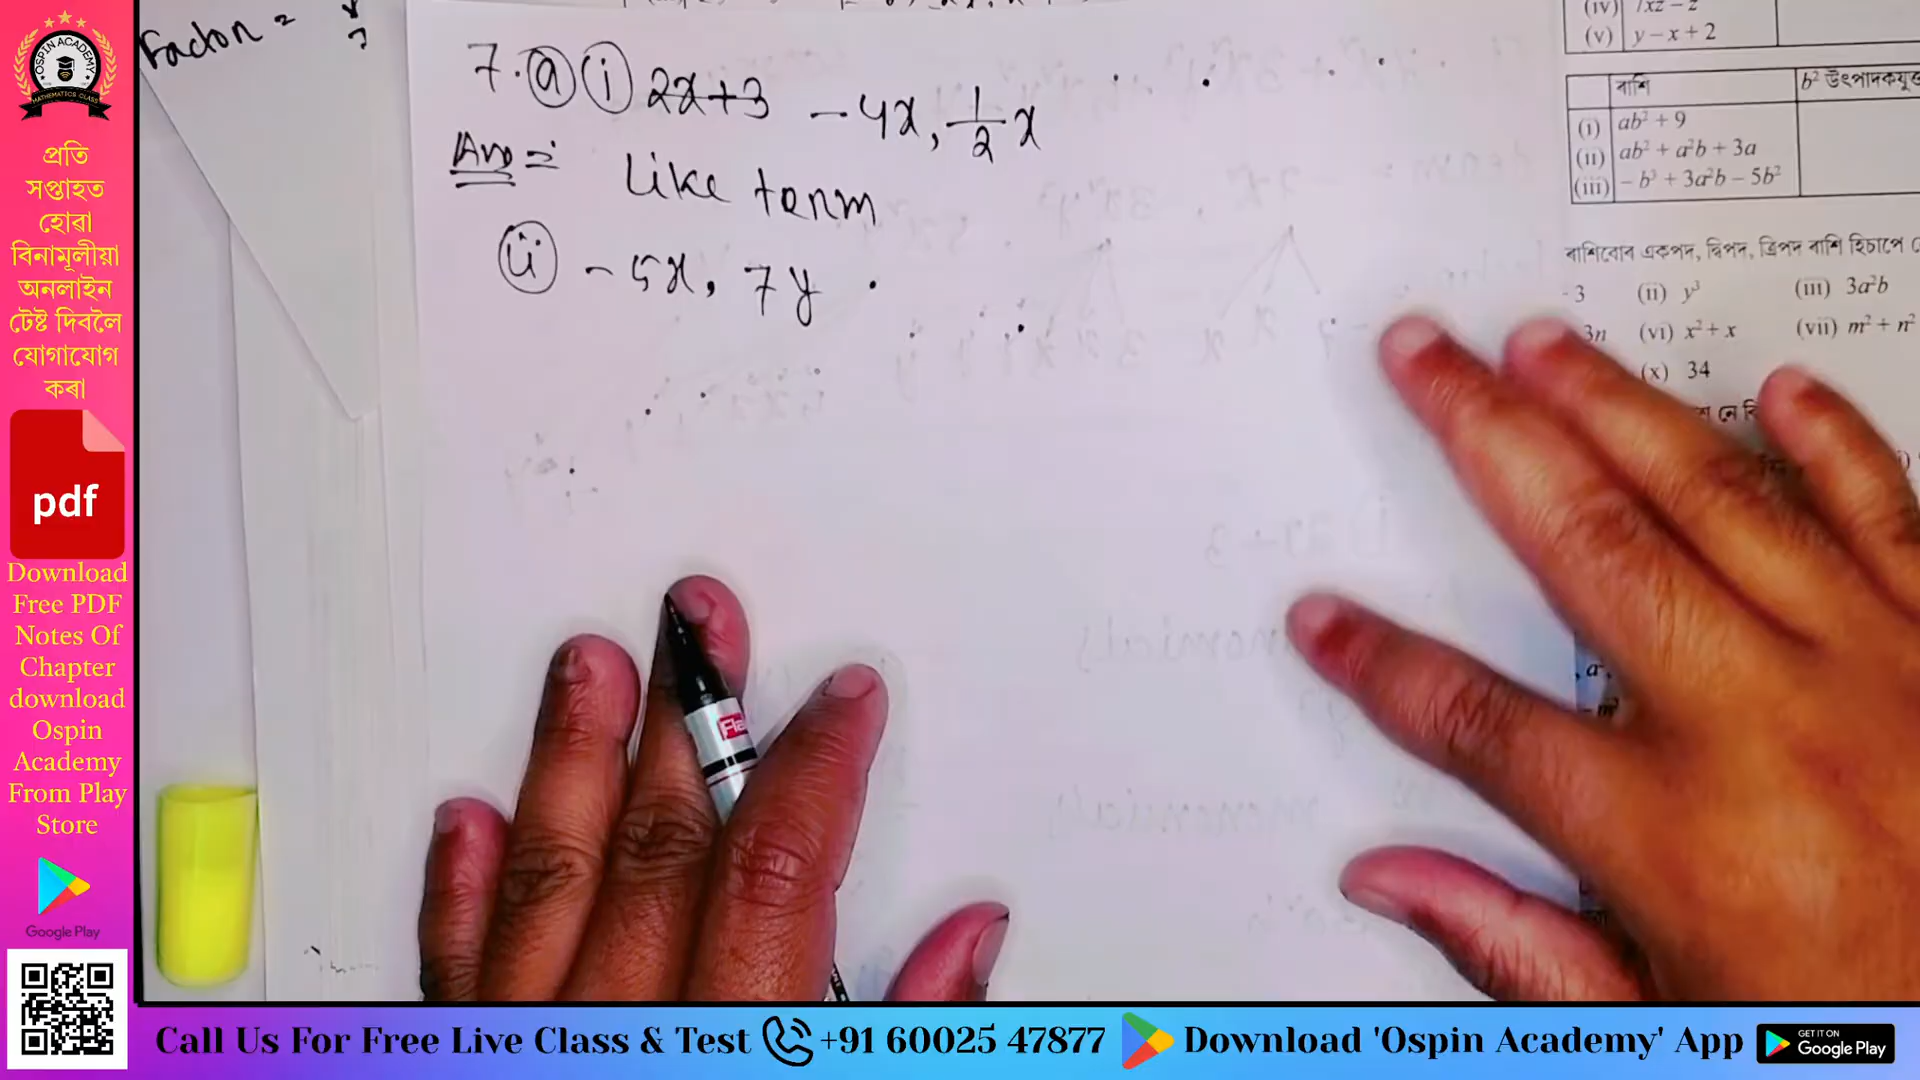 OSPIN ACADEMY
MATHEMATICS CLASS
প্ৰতি
সপ্তাহত
হোৱা
বিনামূলীয়া
অনলাইন
টেষ্ট দিবলৈ
যোগাযোগ
কৰা
pdf
Download
Free PDF
Notes Of
Chapter
download
Ospin
Academy
From Play
Store
Google Play
Factor =
7. a (i) 2x+3 - 4x, 1/2 x
Ans = Like term
(ii) - 5x, 7y
(iv) 7xz - z
(v) y - x + 2
ৰাশি b² উৎপাদকযুক্ত
(i) ab² + 9
(ii) ab² + a²b + 3a
(iii) - b³ + 3a²b - 5b²
ৰাশিবোৰ একপদ, দ্বিপদ, ত্ৰিপদ ৰাশি হিচাপে
- 3 (ii) y³ (iii) 3a²b
3n (vi) x² + x (vii) m² + n²
(x) 34
Call Us For Free Live Class & Test +91 60025 47877 Download 'Ospin Academy' App GET IT ON Google Play